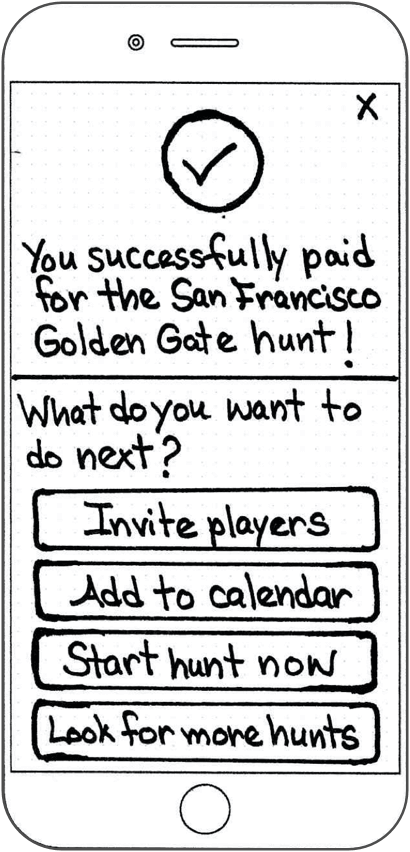 X
You successfully paid
for the San Francisco
Golden Gate hunt!
What do you want to
do next?
Invite players
Add to calendar
Start hunt now
Look for more hunts